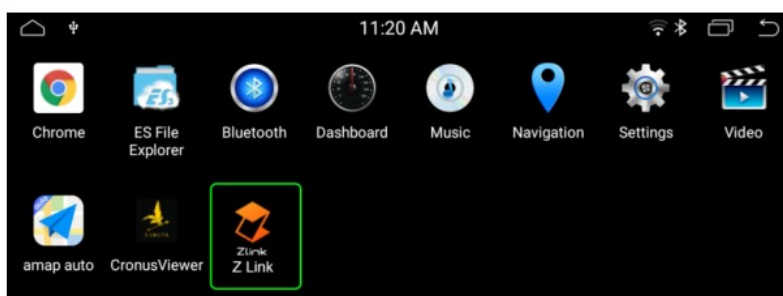 11:20 AM
Chrome
ES File Explorer
Bluetooth
Dashboard
Music
Navigation
Settings
Video
amap auto
CronusViewer
Zlink
Z Link